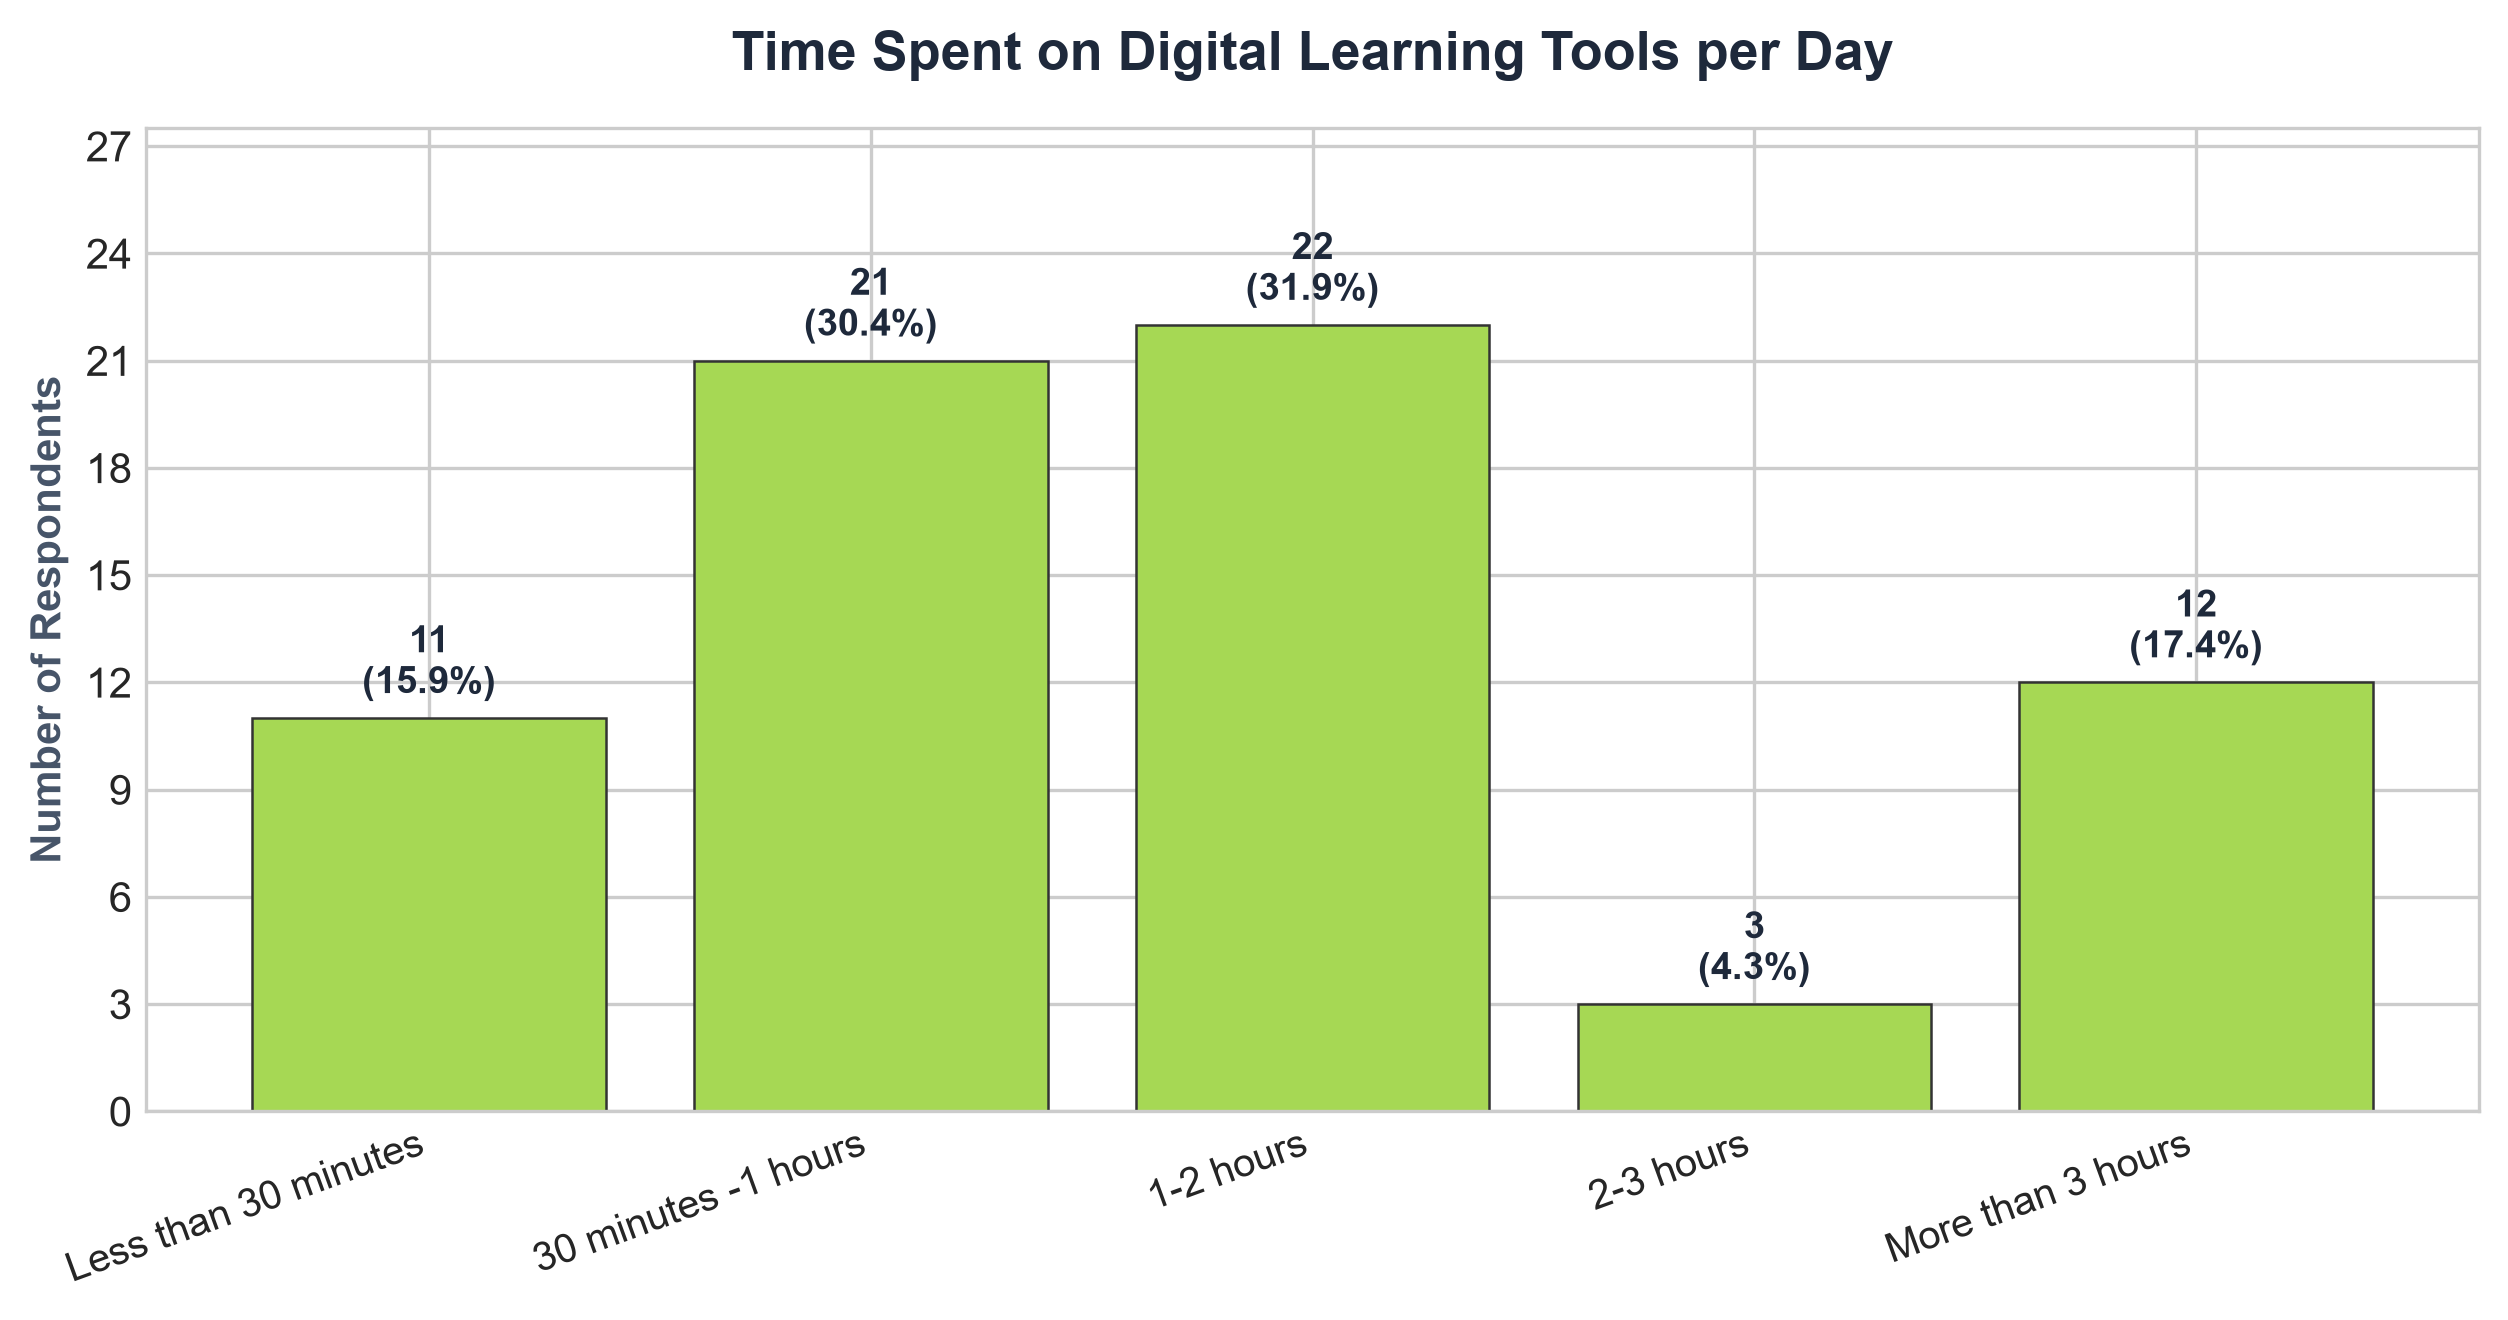 Time Spent on Digital Learning Tools per Day
Number of Respondents
27
24
21
18
15
12
9
6
3
0
11
(15.9%)
21
(30.4%)
22
(31.9%)
3
(4.3%)
12
(17.4%)
Less than 30 minutes
30 minutes -1 hours
1-2 hours
2-3 hours
More than 3 hours